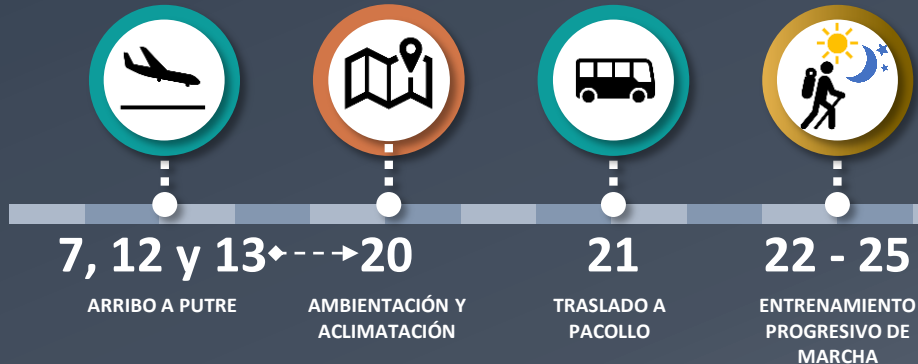 7, 12 y 13
20
21
22 - 25
ARRIBO A PUTRE
AMBIENTACIÓN Y
ACLIMATACIÓN
TRASLADO A
PACOLLO
ENTRENAMIENTO
PROGRESIVO DE
MARCHA